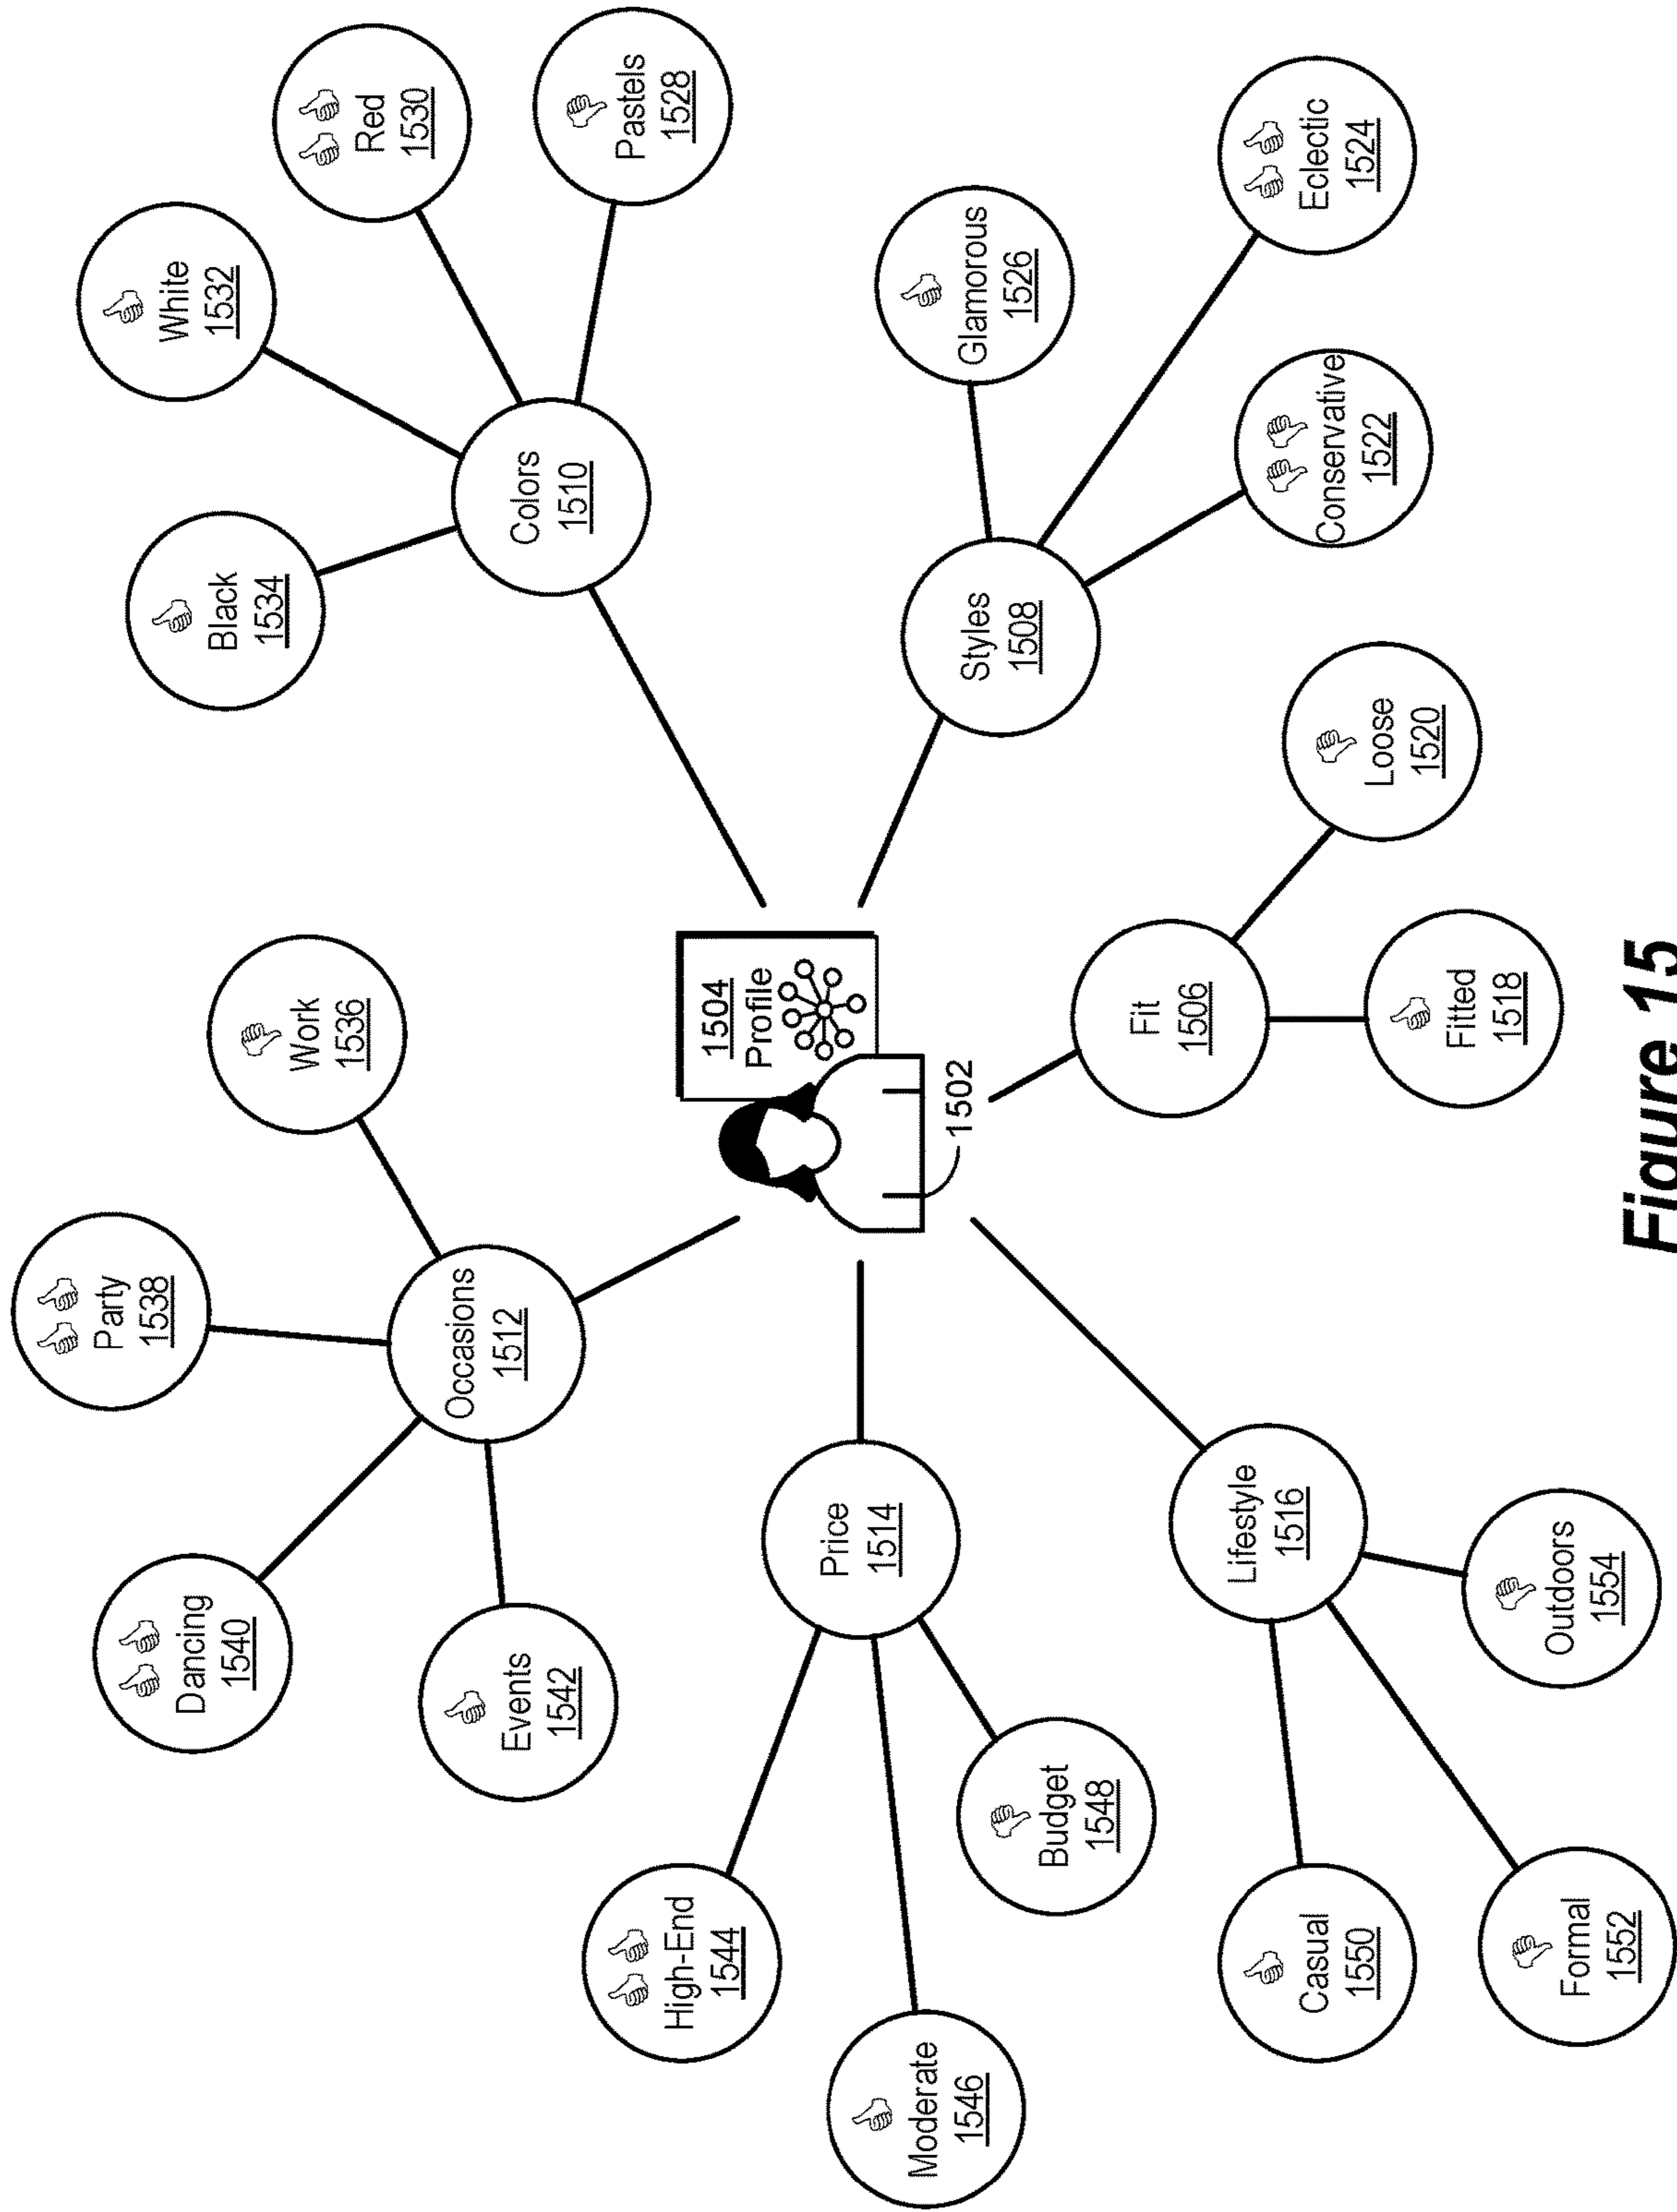 Party
1538
Dancing
1540
Work
1536
Events
1542
Occasions
1512
White
1532
Black
1534
Red
1530
Pastels
1528
Colors
1510
High-End
1544
Moderate
1546
Budget
1548
Price
1514
1504
Profile
1502
Glamorous
1526
Styles
1508
Eclectic
1524
Conservative
1522
Fit
1506
Loose
1520
Fitted
1518
Lifestyle
1516
Casual
1550
Formal
1552
Outdoors
1554
Figure 15